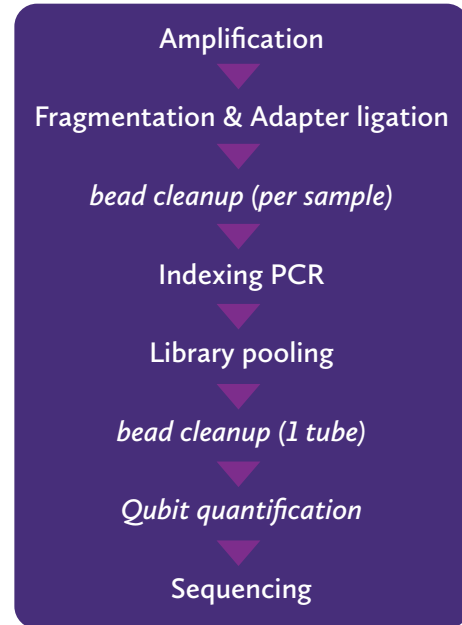 Amplification
Fragmentation & Adapter ligation
bead cleanup (per sample)
Indexing PCR
Library pooling
bead cleanup (1 tube)
Qubit quantification
Sequencing